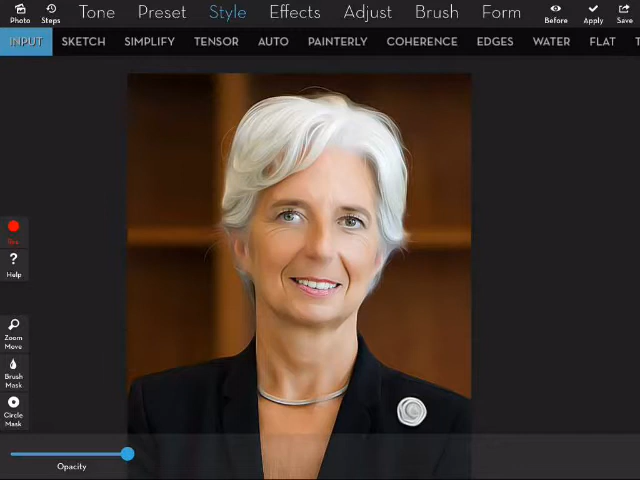 Photo
Steps
Tone Preset Style Effects Adjust Brush Form
Before
Apply
Save
INPUT SKETCH SIMPLIFY TENSOR AUTO PAINTERLY COHERENCE EDGES WATER FLAT
?
Help
Zoom
Move
Brush
Mask
Circle
Mask
Opacity